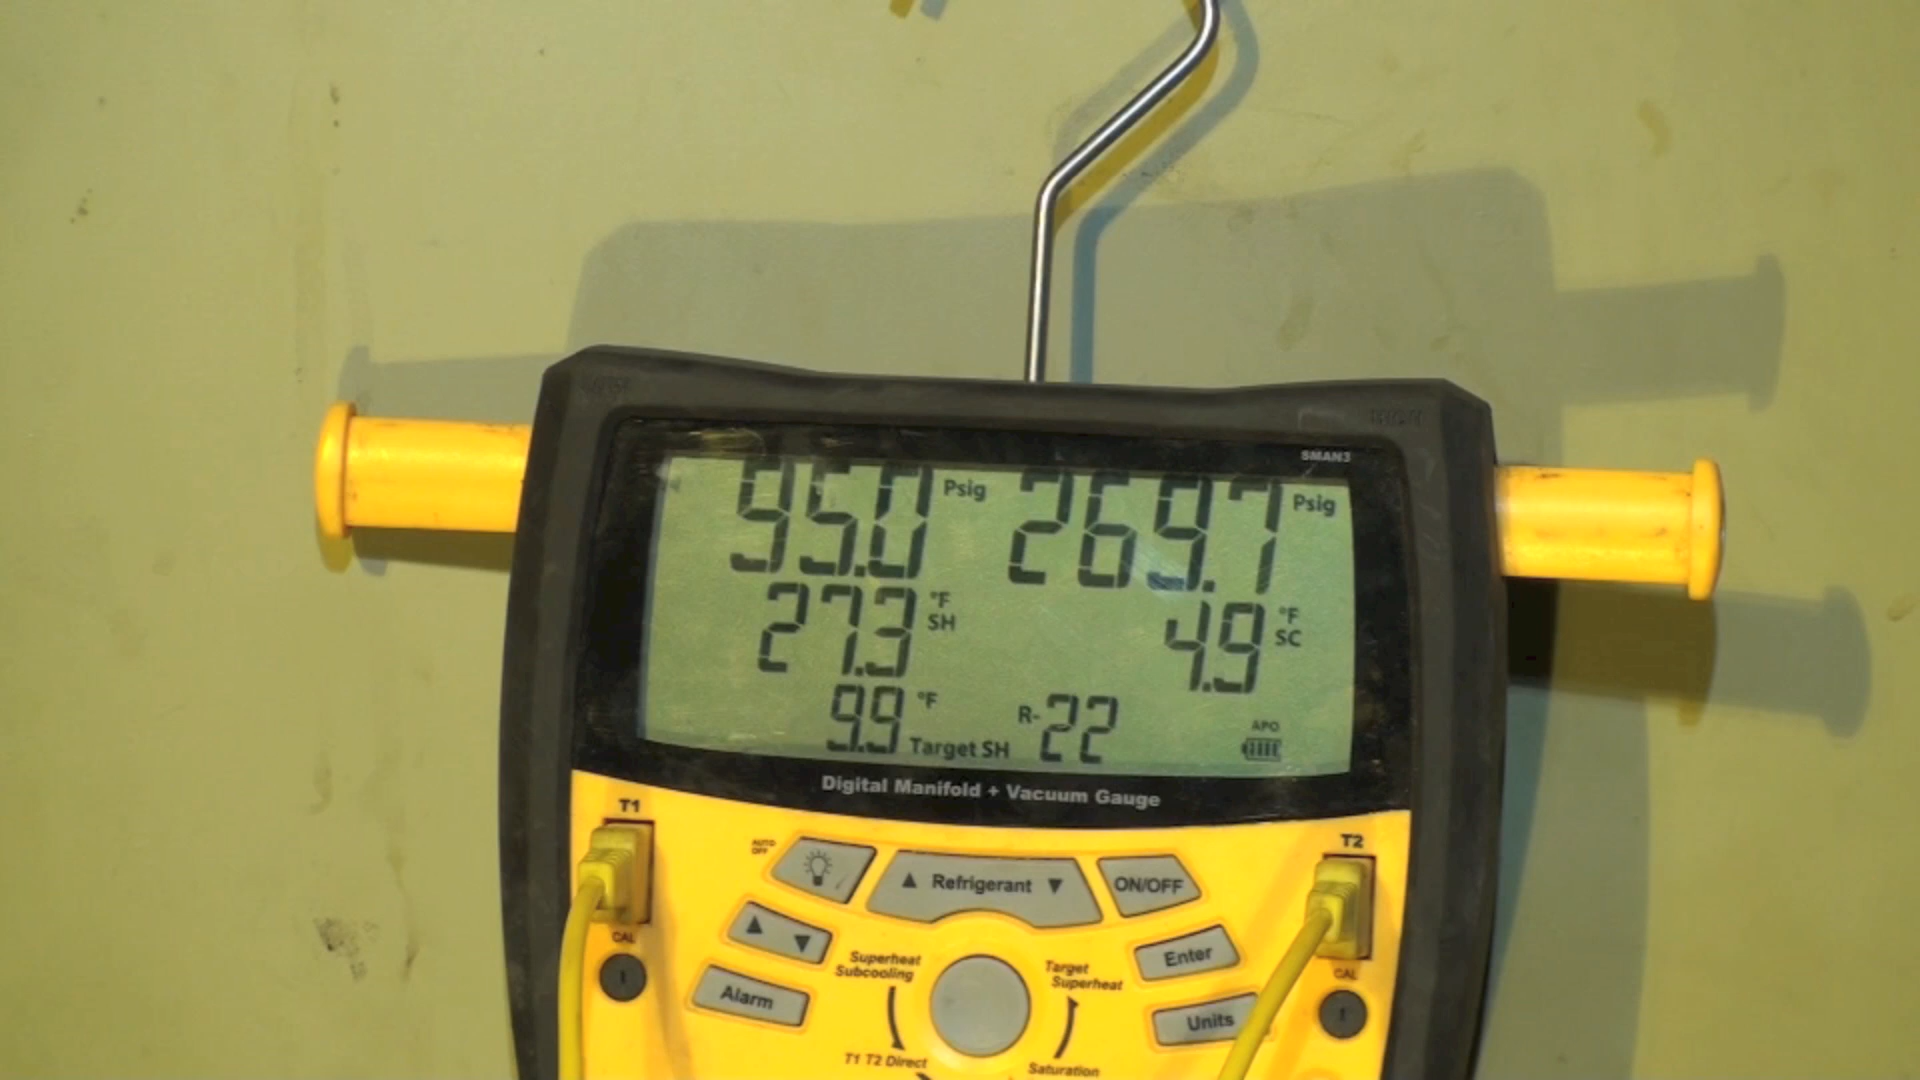 SMAN3
95.0 Psig 269.7 Psig
27.3 °F SH 4.9 °F SC
9.9 °F Target SH R-22 APO
Digital Manifold + Vacuum Gauge
T1
T2
AUTO OFF
▲ Refrigerant ▼
ON/OFF
CAL
▲ ▼
Superheat
Subcooling
Target
Superheat
Enter
CAL
Alarm
Units
T1 T2 Direct
Saturation